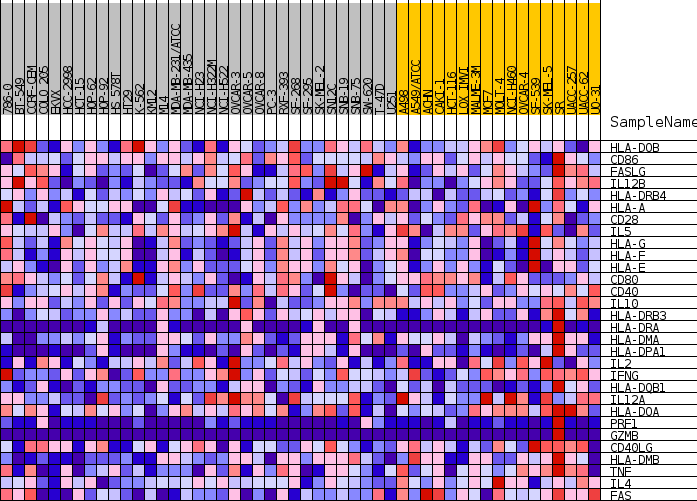 786-0
BT-549
CCRF-CEM
COLO 205
EKVX
HCC-2998
HCT-15
HOP-62
HOP-92
HS 578T
HT29
K-562
KM12
M14
MDA-MB-231/ATCC
MDA-MB-435
NCI-H23
NCI-H322M
NCI-H522
OVCAR-3
OVCAR-5
OVCAR-8
PC-3
RXF-393
SF-268
SF-295
SK-MEL-2
SN12C
SNB-19
SNB-75
SW-620
T-47D
U251
A498
A549/ATCC
ACHN
CAKI-1
HCT-116
LOX IMVI
MALME-3M
MCF7
MOLT-4
NCI-H460
OVCAR-4
SF-539
SK-MEL-5
SR
UACC-257
UACC-62
UO-31
SampleName
HLA-DOB
CD86
FASLG
IL12B
HLA-DRB4
HLA-A
CD28
IL5
HLA-G
HLA-F
HLA-E
CD80
CD40
IL10
HLA-DRB3
HLA-DRA
HLA-DMA
HLA-DPA1
IL2
IFNG
HLA-DQB1
IL12A
HLA-DOA
PRF1
GZMB
CD40LG
HLA-DMB
TNF
IL4
FAS